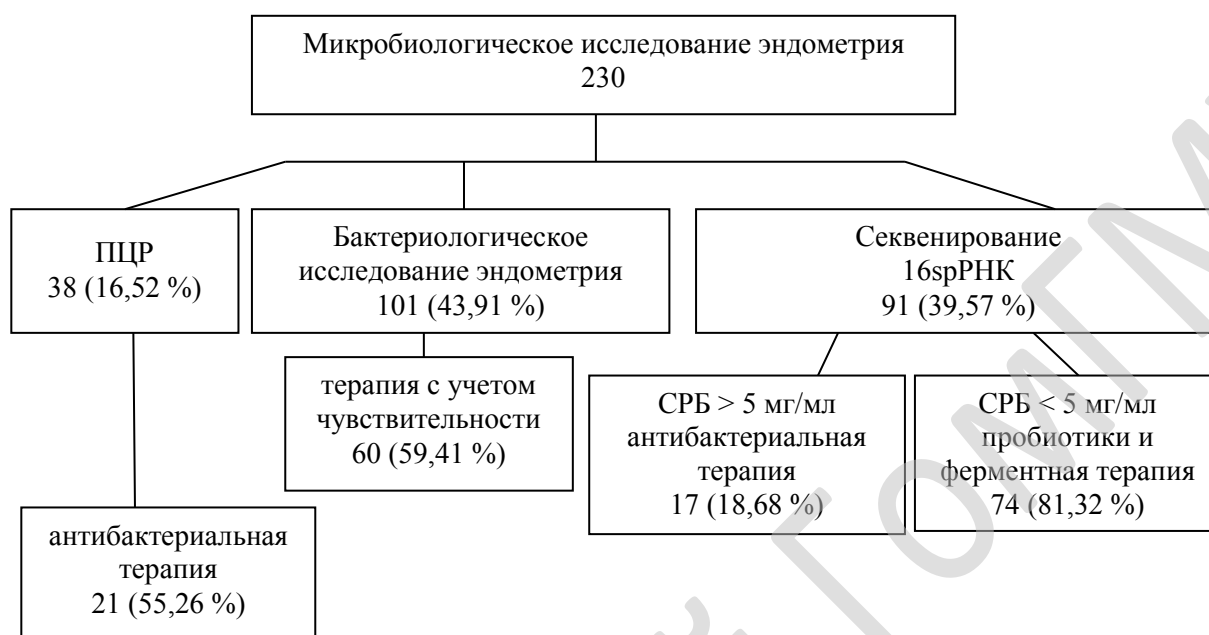 Микробиологическое исследование эндометрия
230
ПЦР
38 (16,52 %)
Бактериологическое
исследование эндометрия
101 (43,91 %)
Секвенирование
16spРНК
91 (39,57 %)
терапия с учетом
чувствительности
60 (59,41 %)
СРБ > 5 мг/мл
антибактериальная
терапия
17 (18,68 %)
СРБ < 5 мг/мл
пробиотики и
ферментная терапия
74 (81,32 %)
антибактериальная
терапия
21 (55,26 %)